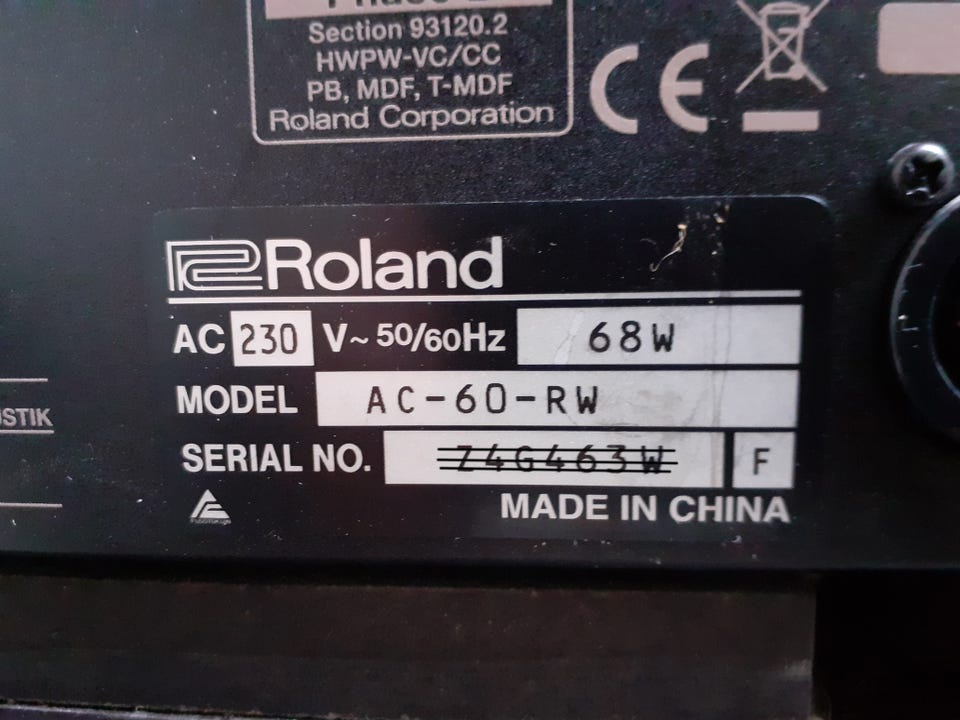 Section 93120.2
HWPW-VC/CC
PB, MDF, T-MDF
Roland Corporation
CE
Roland
AC 230 V~ 50/60Hz 68W
MODEL AC-60-RW
USTIK
SERIAL NO. Z4G463W F
MADE IN CHINA